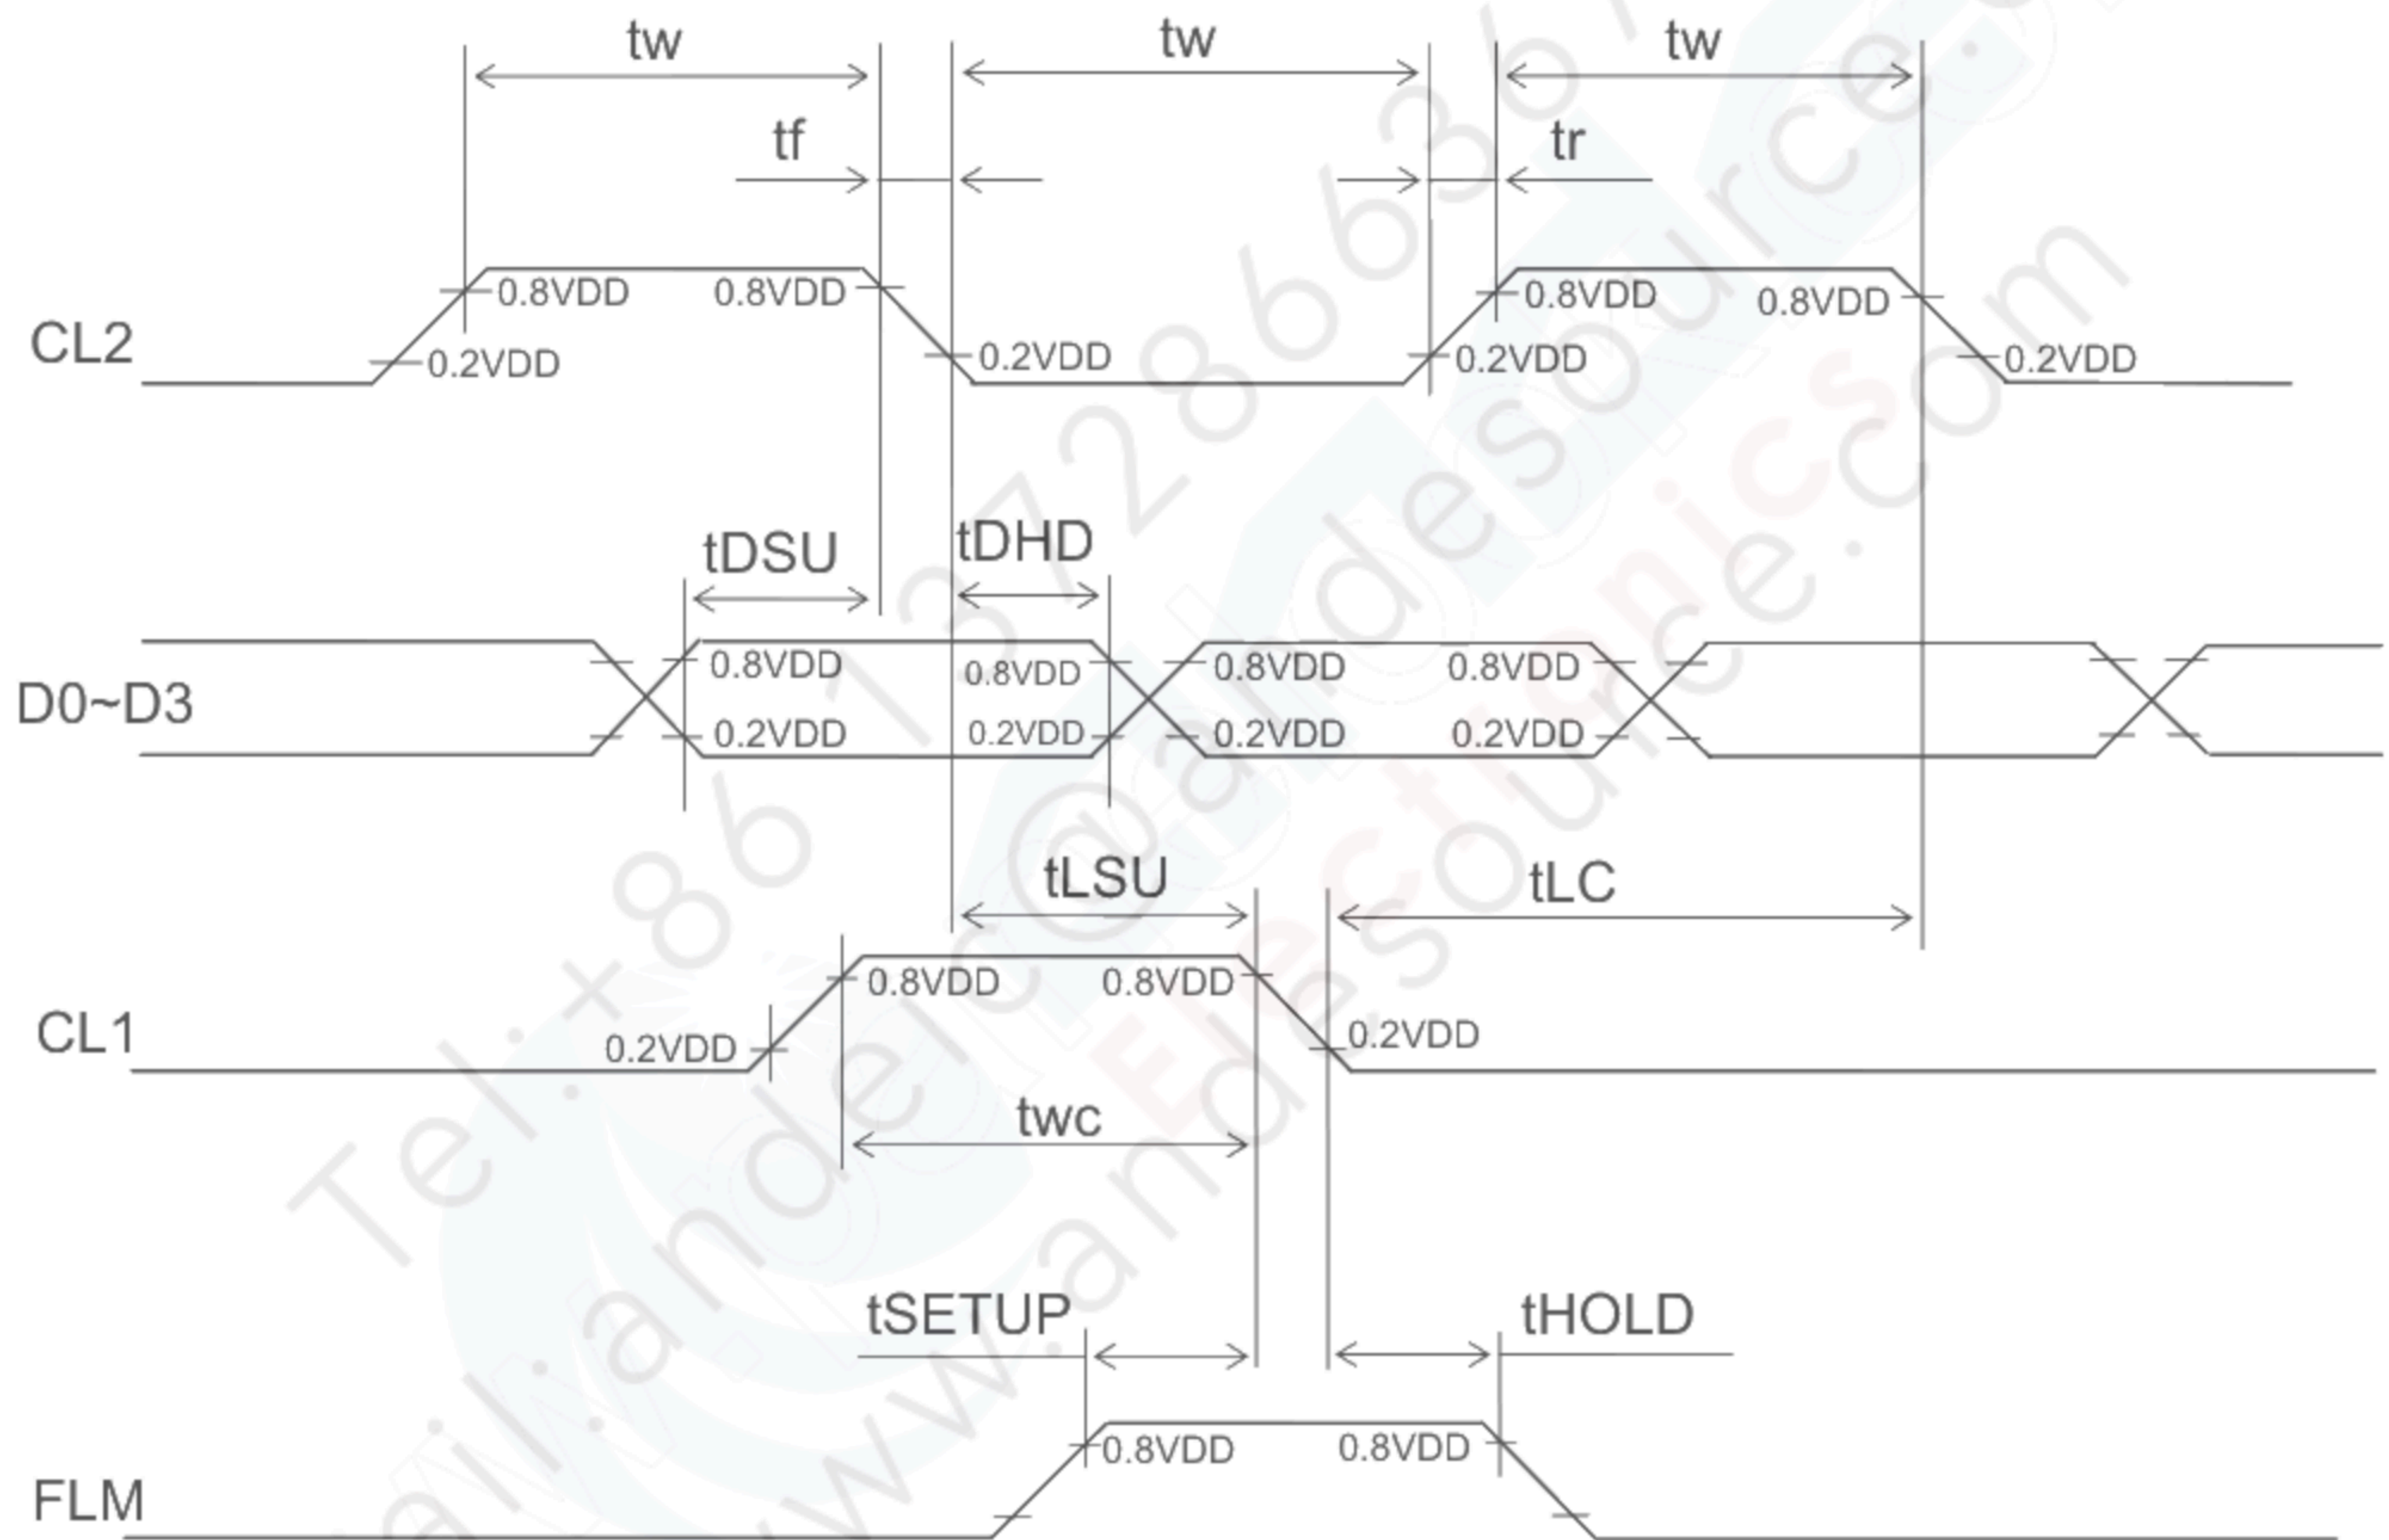 tw tw tw
tf tr
0.8VDD 0.8VDD 0.8VDD 0.8VDD
CL2 0.2VDD 0.2VDD 0.2VDD 0.2VDD
tDSU tDHD
0.8VDD 0.8VDD 0.8VDD 0.8VDD
D0~D3 0.2VDD 0.2VDD 0.2VDD 0.2VDD
tLSU tLC
0.8VDD 0.8VDD
CL1 0.2VDD 0.2VDD
twc
tSETUP tHOLD
0.8VDD 0.8VDD
FLM